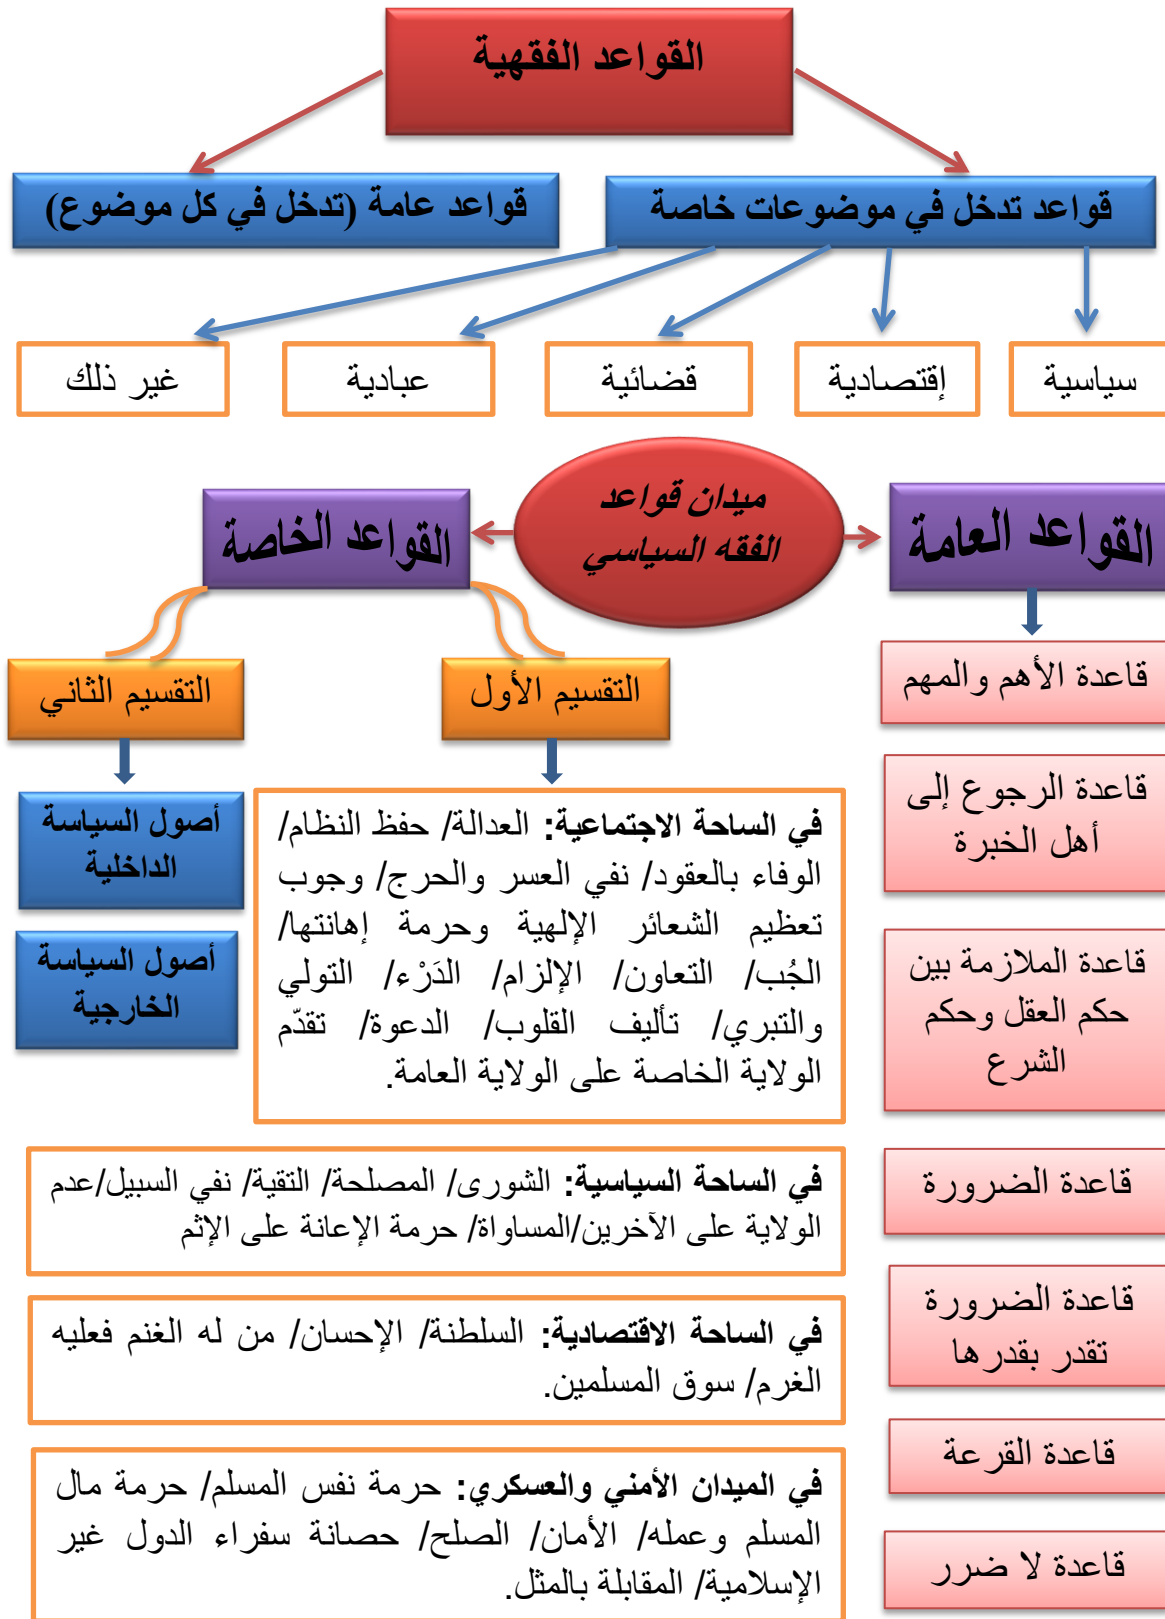 القواعد الفقهية
قواعد تدخل في موضوعات خاصة
قواعد عامة (تدخل في كل موضوع)
سياسية
إقتصادية
قضائية
عبادية
غير ذلك
ميدان قواعد
الفقه السياسي
القواعد العامة
القواعد الخاصة
قاعدة الأهم والمهم
قاعدة الرجوع إلى
أهل الخبرة
قاعدة الملازمة بين
حكم العقل وحكم
الشرع
قاعدة الضرورة
قاعدة الضرورة
تقدر بقدرها
قاعدة القرعة
قاعدة لا ضرر
التقسيم الأول
في الساحة الاجتماعية: العدالة/ حفظ النظام/
الوفاء بالعقود/ نفي العسر والحرج/ وجوب
تعظيم الشعائر الإلهية وحرمة إهانتها/
الجُب/ التعاون/ الإلزام/ الدَرْء/ التولي
والتبري/ تأليف القلوب/ الدعوة/ تقدّم
الولاية الخاصة على الولاية العامة.
في الساحة السياسية: الشورى/ المصلحة/ التقية/ نفي السبيل/عدم
الولاية على الآخرين/المساواة/ حرمة الإعانة على الإثم
في الساحة الاقتصادية: السلطنة/ الإحسان/ من له الغنم فعليه
الغرم/ سوق المسلمين.
في الميدان الأمني والعسكري: حرمة نفس المسلم/ حرمة مال
المسلم وعمله/ الأمان/ الصلح/ حصانة سفراء الدول غير
الإسلامية/ المقابلة بالمثل.
التقسيم الثاني
أصول السياسة
الداخلية
أصول السياسة
الخارجية